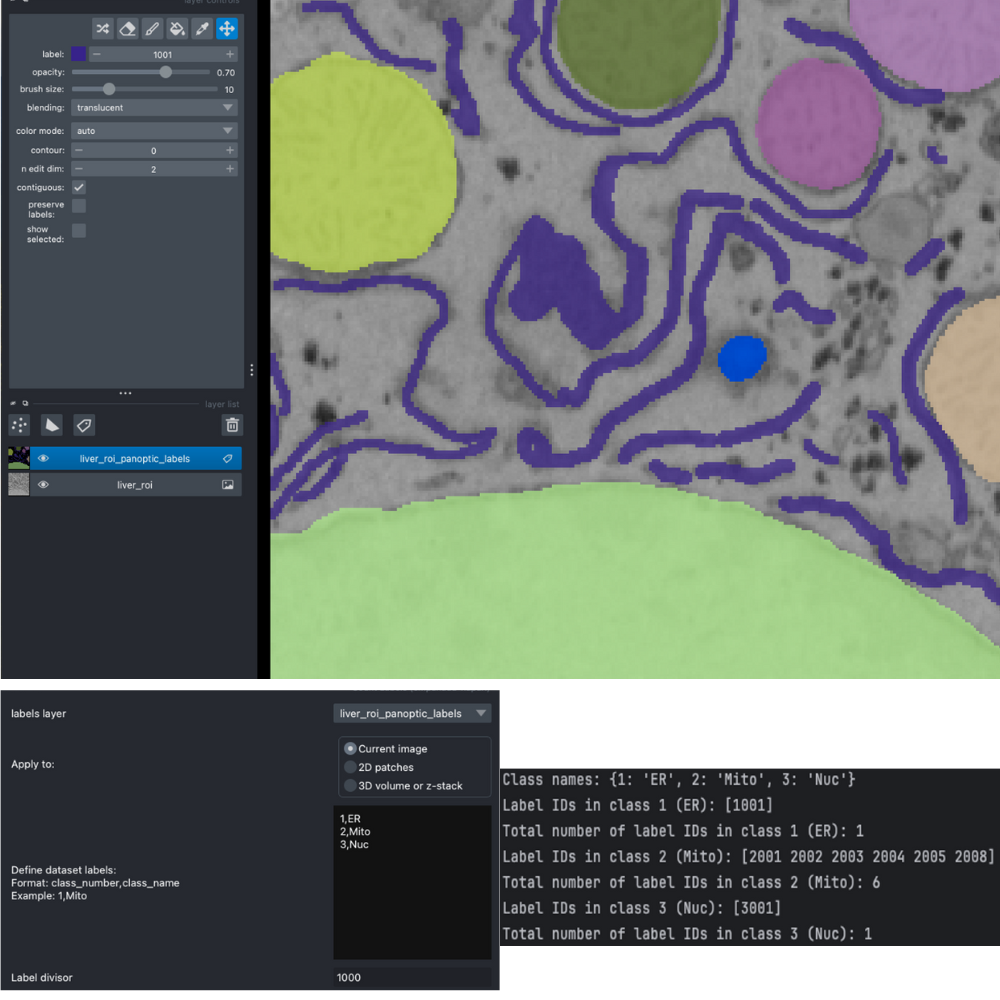 layer controls
label: 1001
opacity: 0.70
brush size: 10
blending: translucent
color mode: auto
contour: 0
n edit dim: 2
contiguous:
preserve
labels:
show
selected:
layer list
liver_roi_panoptic_labels
liver_roi
labels layer
liver_roi_panoptic_labels
Apply to:
Current image
2D patches
3D volume or z-stack
Define dataset labels:
Format: class_number,class_name
Example: 1,Mito
1,ER
2,Mito
3,Nuc
Label divisor
1000
Class names: {1: 'ER', 2: 'Mito', 3: 'Nuc'}
Label IDs in class 1 (ER): [1001]
Total number of label IDs in class 1 (ER): 1
Label IDs in class 2 (Mito): [2001 2002 2003 2004 2005 2008]
Total number of label IDs in class 2 (Mito): 6
Label IDs in class 3 (Nuc): [3001]
Total number of label IDs in class 3 (Nuc): 1